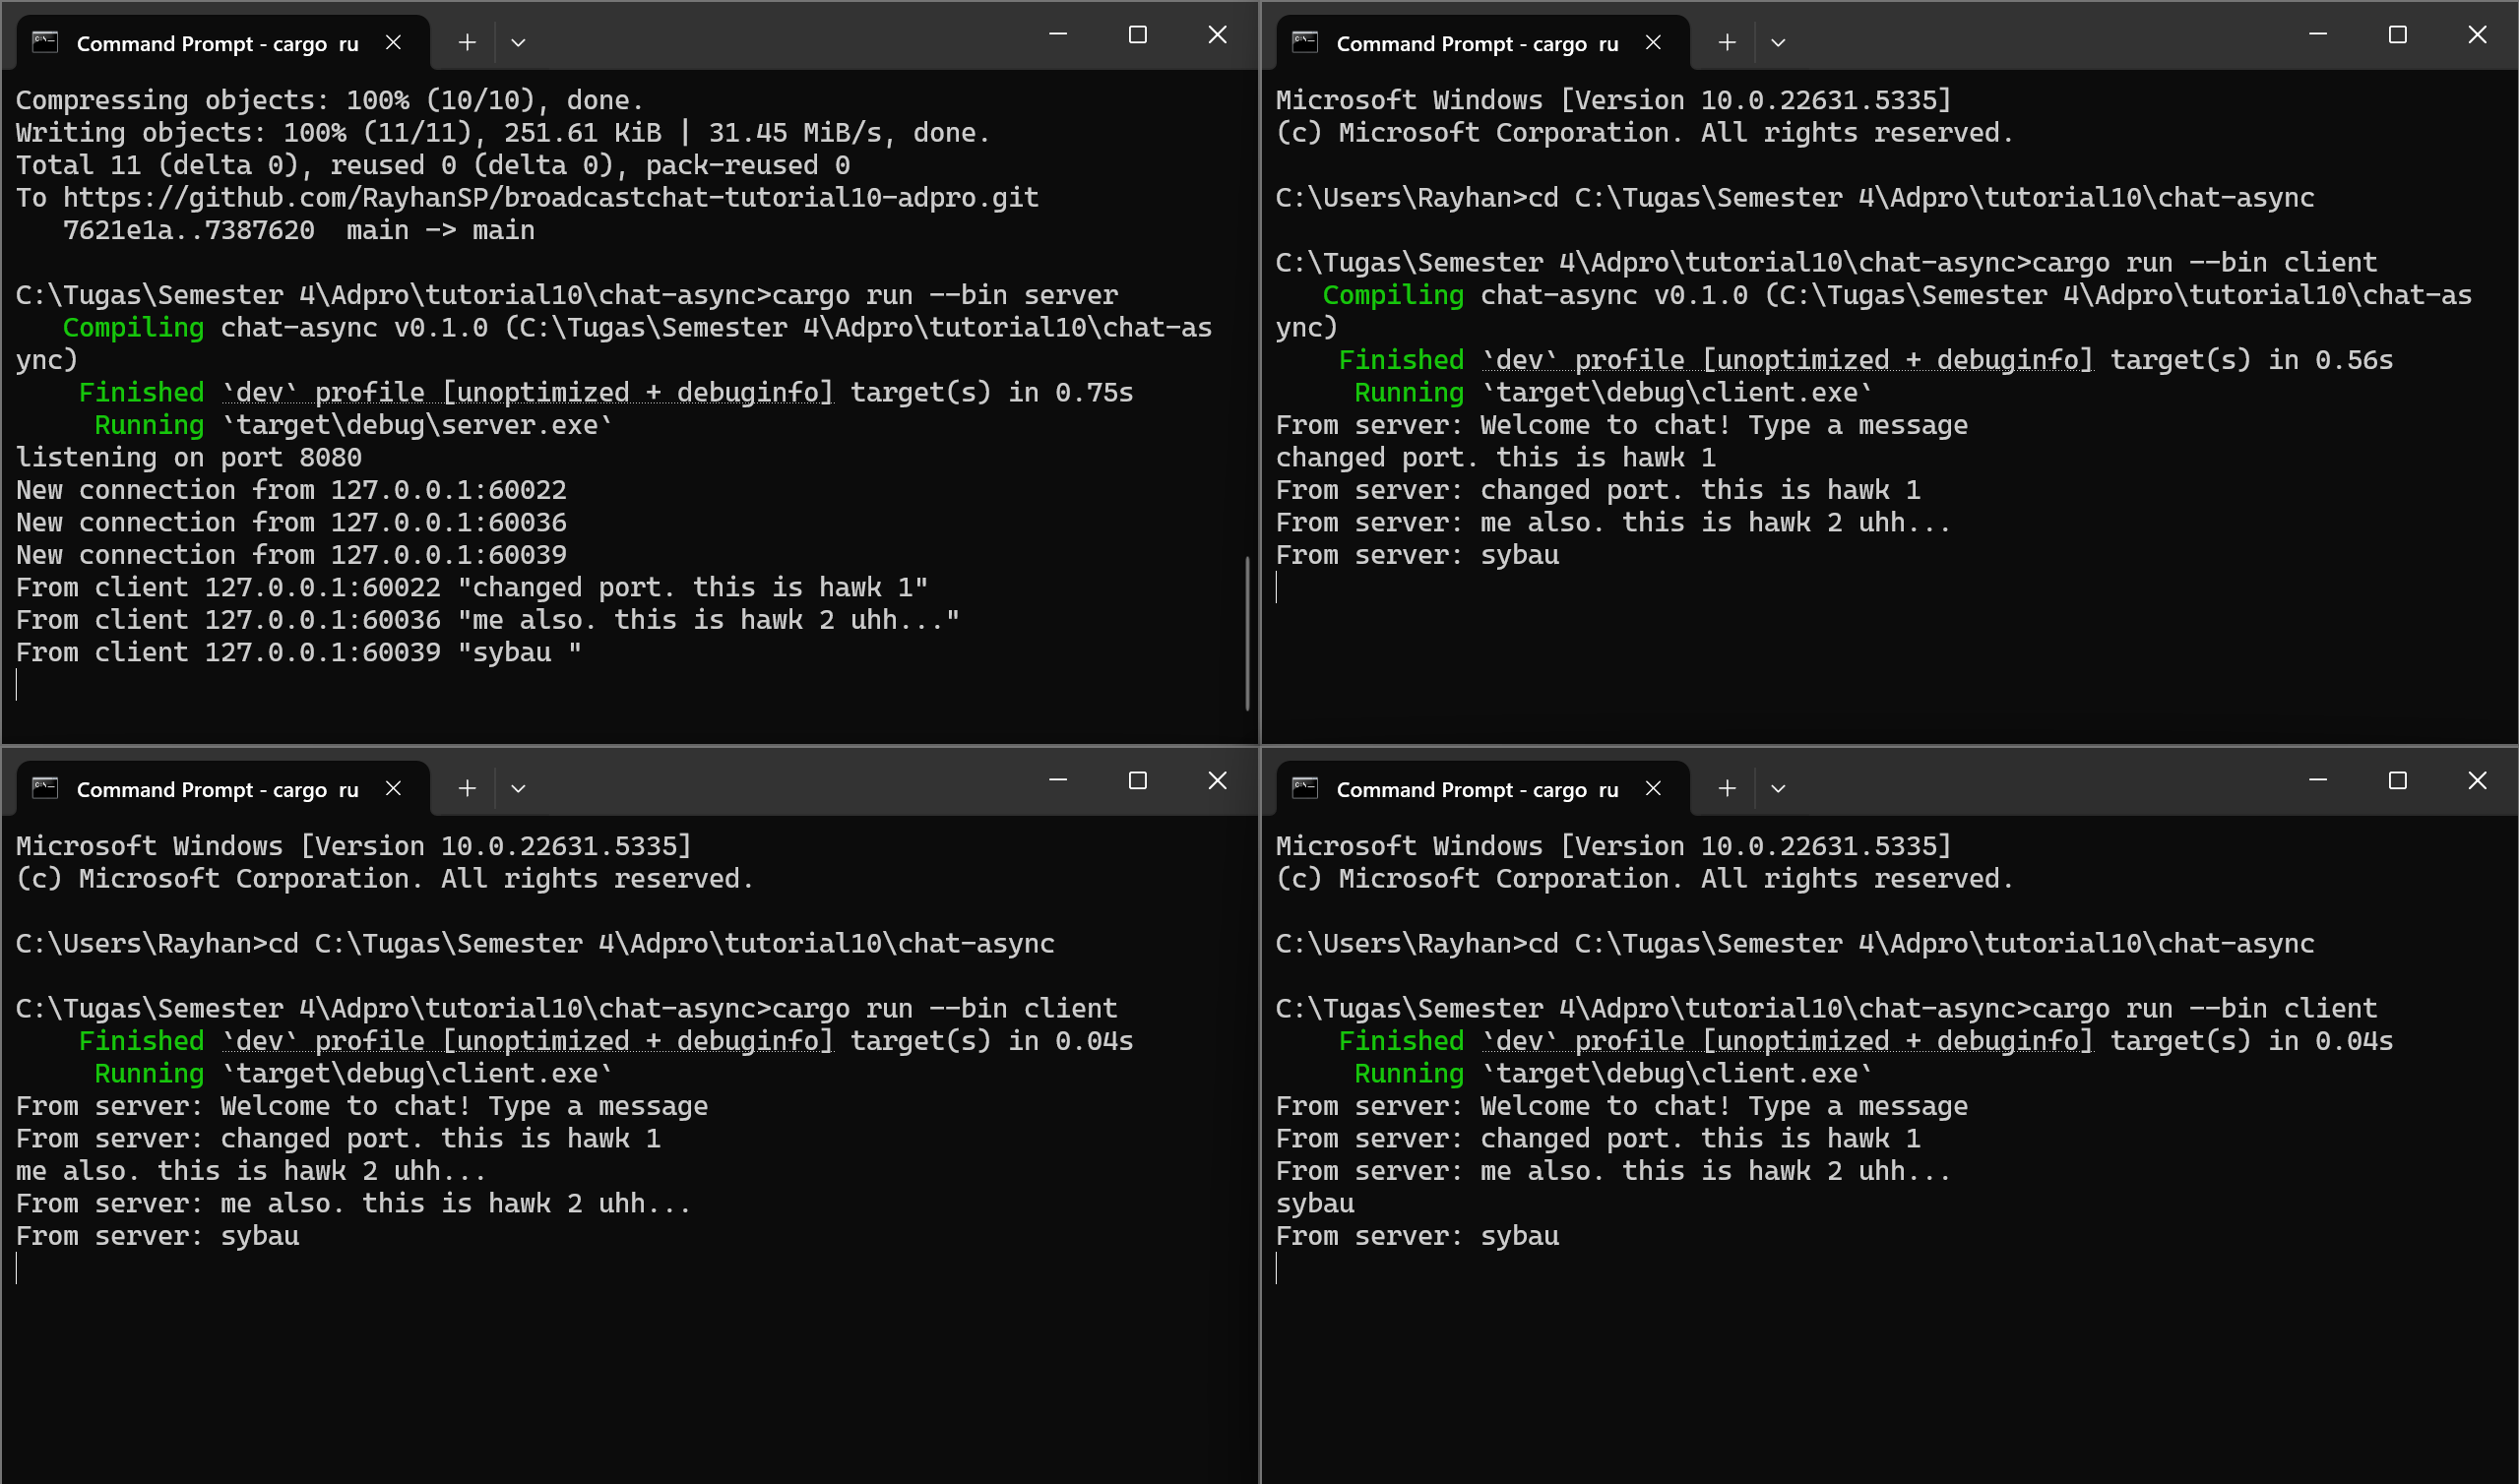 Command Prompt - cargo  ru
Compressing objects: 100% (10/10), done.
Writing objects: 100% (11/11), 251.61 KiB | 31.45 MiB/s, done.
Total 11 (delta 0), reused 0 (delta 0), pack-reused 0
To https://github.com/RayhanSP/broadcastchat-tutorial10-adpro.git
   7621e1a..7387620  main -> main
C:\Tugas\Semester 4\Adpro\tutorial10\chat-async>cargo run --bin server
   Compiling chat-async v0.1.0 (C:\Tugas\Semester 4\Adpro\tutorial10\chat-as
ync)
    Finished `dev` profile [unoptimized + debuginfo] target(s) in 0.75s
     Running `target\debug\server.exe`
listening on port 8080
New connection from 127.0.0.1:60022
New connection from 127.0.0.1:60036
New connection from 127.0.0.1:60039
From client 127.0.0.1:60022 "changed port. this is hawk 1"
From client 127.0.0.1:60036 "me also. this is hawk 2 uhh..."
From client 127.0.0.1:60039 "sybau "
Command Prompt - cargo  ru
Microsoft Windows [Version 10.0.22631.5335]
(c) Microsoft Corporation. All rights reserved.
C:\Users\Rayhan>cd C:\Tugas\Semester 4\Adpro\tutorial10\chat-async
C:\Tugas\Semester 4\Adpro\tutorial10\chat-async>cargo run --bin client
   Compiling chat-async v0.1.0 (C:\Tugas\Semester 4\Adpro\tutorial10\chat-as
ync)
    Finished `dev` profile [unoptimized + debuginfo] target(s) in 0.56s
     Running `target\debug\client.exe`
From server: Welcome to chat! Type a message
changed port. this is hawk 1
From server: changed port. this is hawk 1
From server: me also. this is hawk 2 uhh...
From server: sybau
Command Prompt - cargo  ru
Microsoft Windows [Version 10.0.22631.5335]
(c) Microsoft Corporation. All rights reserved.
C:\Users\Rayhan>cd C:\Tugas\Semester 4\Adpro\tutorial10\chat-async
C:\Tugas\Semester 4\Adpro\tutorial10\chat-async>cargo run --bin client
    Finished `dev` profile [unoptimized + debuginfo] target(s) in 0.04s
     Running `target\debug\client.exe`
From server: Welcome to chat! Type a message
From server: changed port. this is hawk 1
me also. this is hawk 2 uhh...
From server: me also. this is hawk 2 uhh...
From server: sybau
Command Prompt - cargo  ru
Microsoft Windows [Version 10.0.22631.5335]
(c) Microsoft Corporation. All rights reserved.
C:\Users\Rayhan>cd C:\Tugas\Semester 4\Adpro\tutorial10\chat-async
C:\Tugas\Semester 4\Adpro\tutorial10\chat-async>cargo run --bin client
    Finished `dev` profile [unoptimized + debuginfo] target(s) in 0.04s
     Running `target\debug\client.exe`
From server: Welcome to chat! Type a message
From server: changed port. this is hawk 1
From server: me also. this is hawk 2 uhh...
sybau
From server: sybau